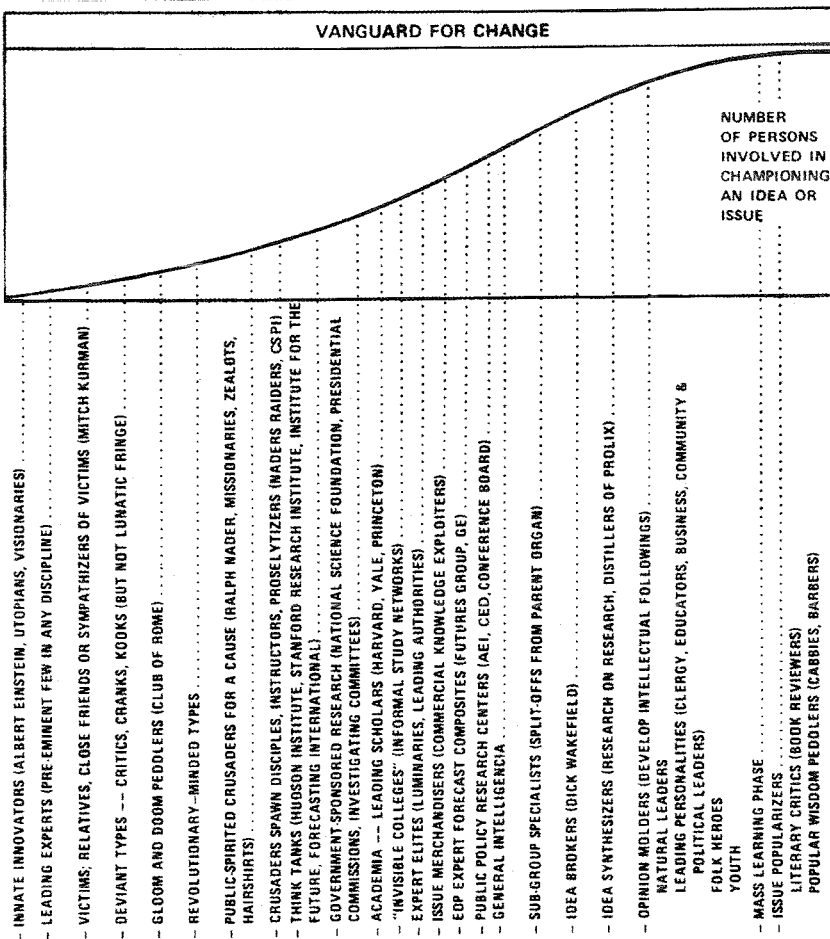 VANGUARD FOR CHANGE
NUMBER
OF PERSONS
INVOLVED IN
CHAMPIONING
AN IDEA OR
ISSUE
– INNATE INNOVATORS (ALBERT EINSTEIN, UTOPIANS, VISIONARIES)
– LEADING EXPERTS (PRE-EMINENT FEW IN ANY DISCIPLINE)
– VICTIMS; RELATIVES, CLOSE FRIENDS OR SYMPATHIZERS OF VICTIMS (MITCH KURMAN)
– DEVIANT TYPES -- CRITICS, CRANKS, KOOKS (BUT NOT LUNATIC FRINGE)
– GLOOM AND DOOM PEDDLERS (CLUB OF ROME)
– REVOLUTIONARY–MINDED TYPES
– PUBLIC-SPIRITED CRUSADERS FOR A CAUSE (RALPH NADER, MISSIONARIES, ZEALOTS,
HAIRSHIRTS)
– CRUSADERS SPAWN DISCIPLES, INSTRUCTORS, PROSELYTIZERS (NADERS RAIDERS, CSPI)
– THINK TANKS (HUDSON INSTITUTE, STANFORD RESEARCH INSTITUTE, INSTITUTE FOR THE
FUTURE, FORECASTING INTERNATIONAL)
– GOVERNMENT-SPONSORED RESEARCH (NATIONAL SCIENCE FOUNDATION, PRESIDENTIAL
COMMISSIONS, INVESTIGATING COMMITTEES)
– ACADEMIA -- LEADING SCHOLARS (HARVARD, YALE, PRINCETON)
– "INVISIBLE COLLEGES" (INFORMAL STUDY NETWORKS)
– EXPERT ELITES (LUMINARIES, LEADING AUTHORITIES)
– ISSUE MERCHANDISERS (COMMERCIAL KNOWLEDGE EXPLOITERS)
– EDP EXPERT FORECAST COMPOSITES (FUTURES GROUP, GE)
– PUBLIC POLICY RESEARCH CENTERS (AEI, CED, CONFERENCE BOARD)
– GENERAL INTELLIGENCIA
– SUB-GROUP SPECIALISTS (SPLIT-OFFS FROM PARENT ORGAN)
– IDEA BROKERS (DICK WAKEFIELD)
– IDEA SYNTHESIZERS (RESEARCH ON RESEARCH, DISTILLERS OF PROLIX)
– OPINION MOLDERS (DEVELOP INTELLECTUAL FOLLOWINGS)
NATURAL LEADERS
LEADING PERSONALITIES (CLERGY, EDUCATORS, BUSINESS, COMMUNITY &
POLITICAL LEADERS)
FOLK HEROES
YOUTH
– MASS LEARNING PHASE
– ISSUE POPULARIZERS
LITERARY CRITICS (BOOK REVIEWERS)
POPULAR WISDOM PEDDLERS (CABBIES, BARBERS)